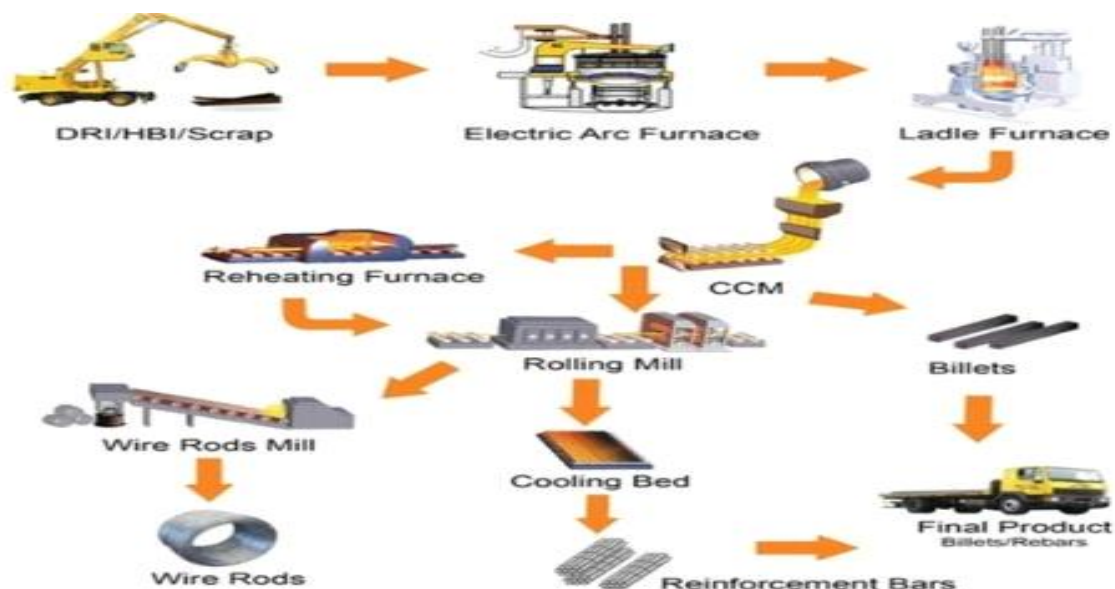 DRI/HBI/Scrap
Electric Arc Furnace
Ladle Furnace
Reheating Furnace
CCM
Rolling Mill
Billets
Wire Rods Mill
Cooling Bed
Final Product
Billets/Rebars
Wire Rods
Reinforcement Bars